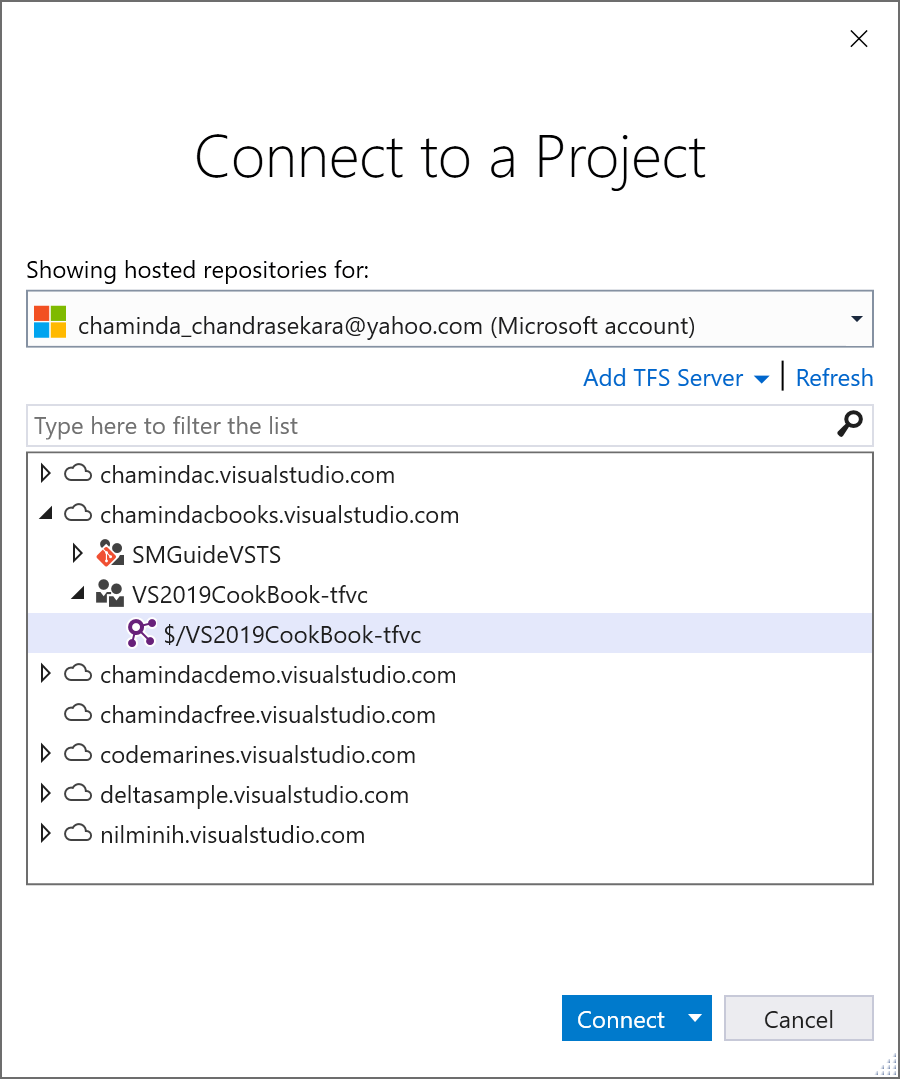 Connect to a Project
Showing hosted repositories for:
chaminda_chandrasekara@yahoo.com (Microsoft account)
Add TFS Server | Refresh
Type here to filter the list
chamindac.visualstudio.com
chamindacbooks.visualstudio.com
SMGuideVSTS
VS2019CookBook-tfvc
$/VS2019CookBook-tfvc
chamindacdemo.visualstudio.com
chamindacfree.visualstudio.com
codemarines.visualstudio.com
deltasample.visualstudio.com
nilminih.visualstudio.com
Connect Cancel